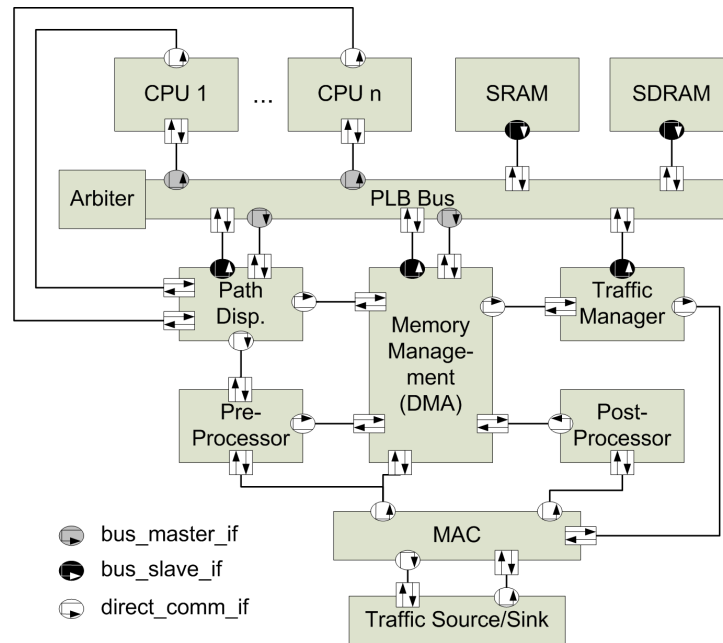 CPU 1
...
CPU n
SRAM
SDRAM
Arbiter
PLB Bus
Path
Disp.
Memory
Manage-
ment
(DMA)
Traffic
Manager
Pre-
Processor
Post-
Processor
MAC
Traffic Source/Sink
bus_master_if
bus_slave_if
direct_comm_if